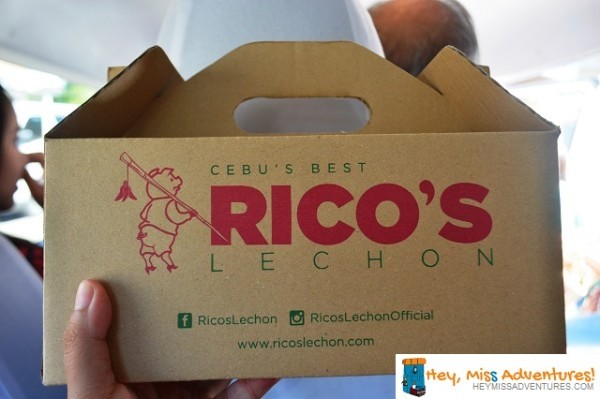 CEBU'S BEST
RICO'S
LECHON
RicosLechon RicosLechonOfficial
www.ricoslechon.com
Hey, Miss Adventures!
HEYMISSADVENTURES.COM